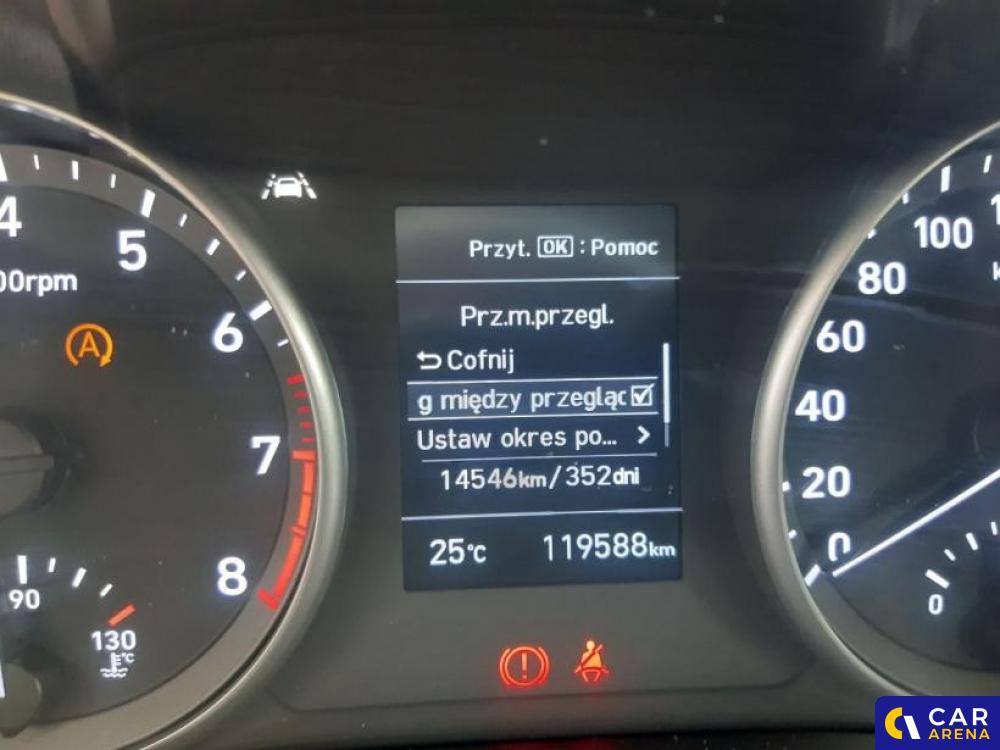 Przyt. OK : Pomoc
Prz.m.przegl.
Cofnij
g między przegląd
Ustaw okres po... >
14546km/352dni
25°C 119588km
4
5
6
7
8
00rpm
A
90
130
°C
100
80
60
40
20
0
0
CAR
ARENA